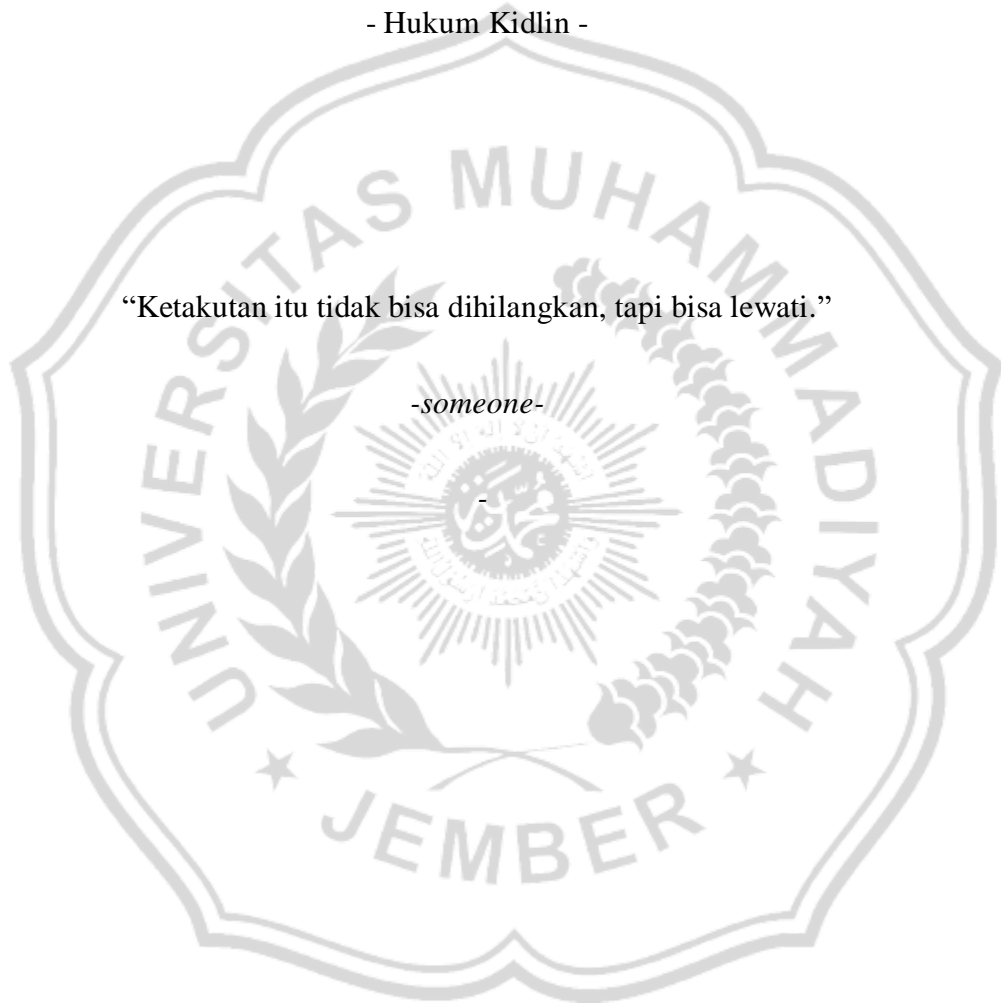 - Hukum Kidlin -
“Ketakutan itu tidak bisa dihilangkan, tapi bisa lewati.”
-someone-
-
UNIVERSITAS MUHAMMADIYAH
JEMBER